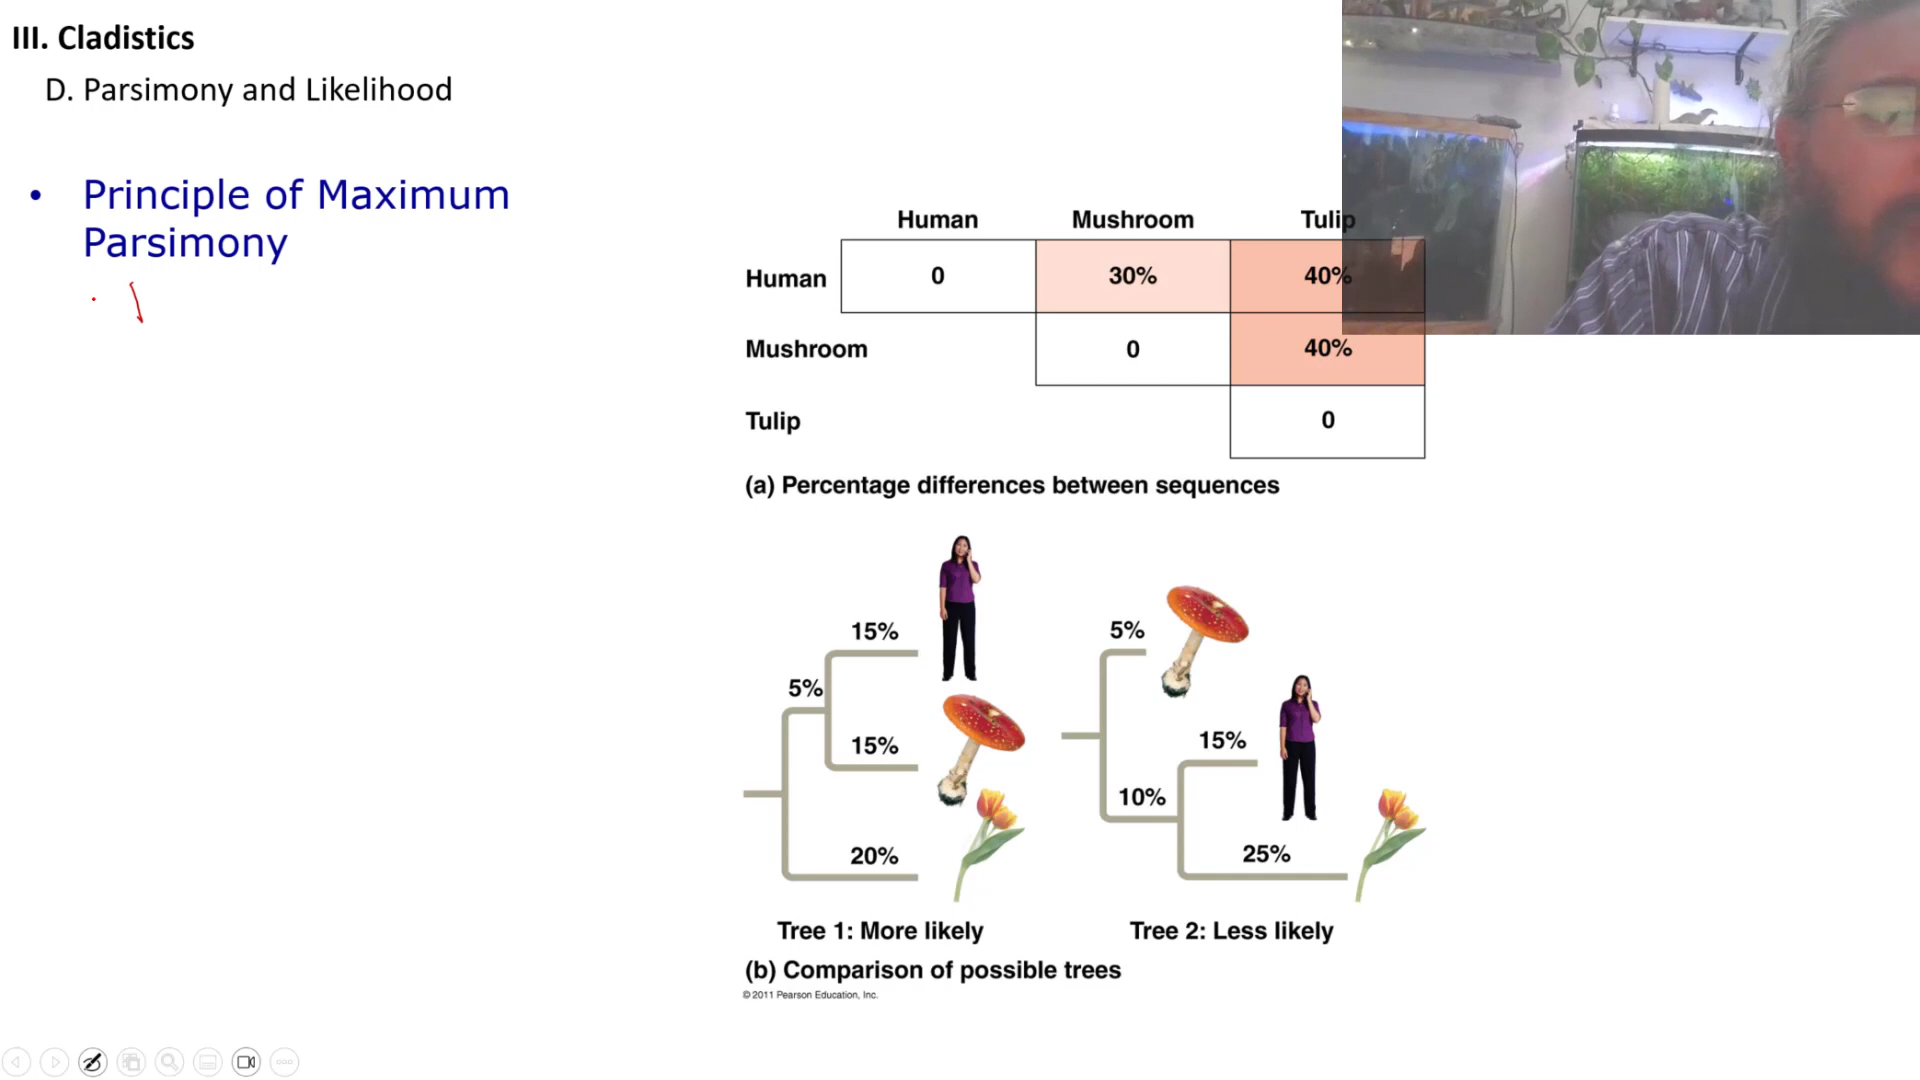 III. Cladistics
D. Parsimony and Likelihood
• Principle of Maximum
Parsimony
Human Mushroom Tulip
Human 0 30% 40%
Mushroom 0 40%
Tulip 0
(a) Percentage differences between sequences
15%
5%
15%
20%
5%
15%
10%
25%
Tree 1: More likely Tree 2: Less likely
(b) Comparison of possible trees
© 2011 Pearson Education, Inc.